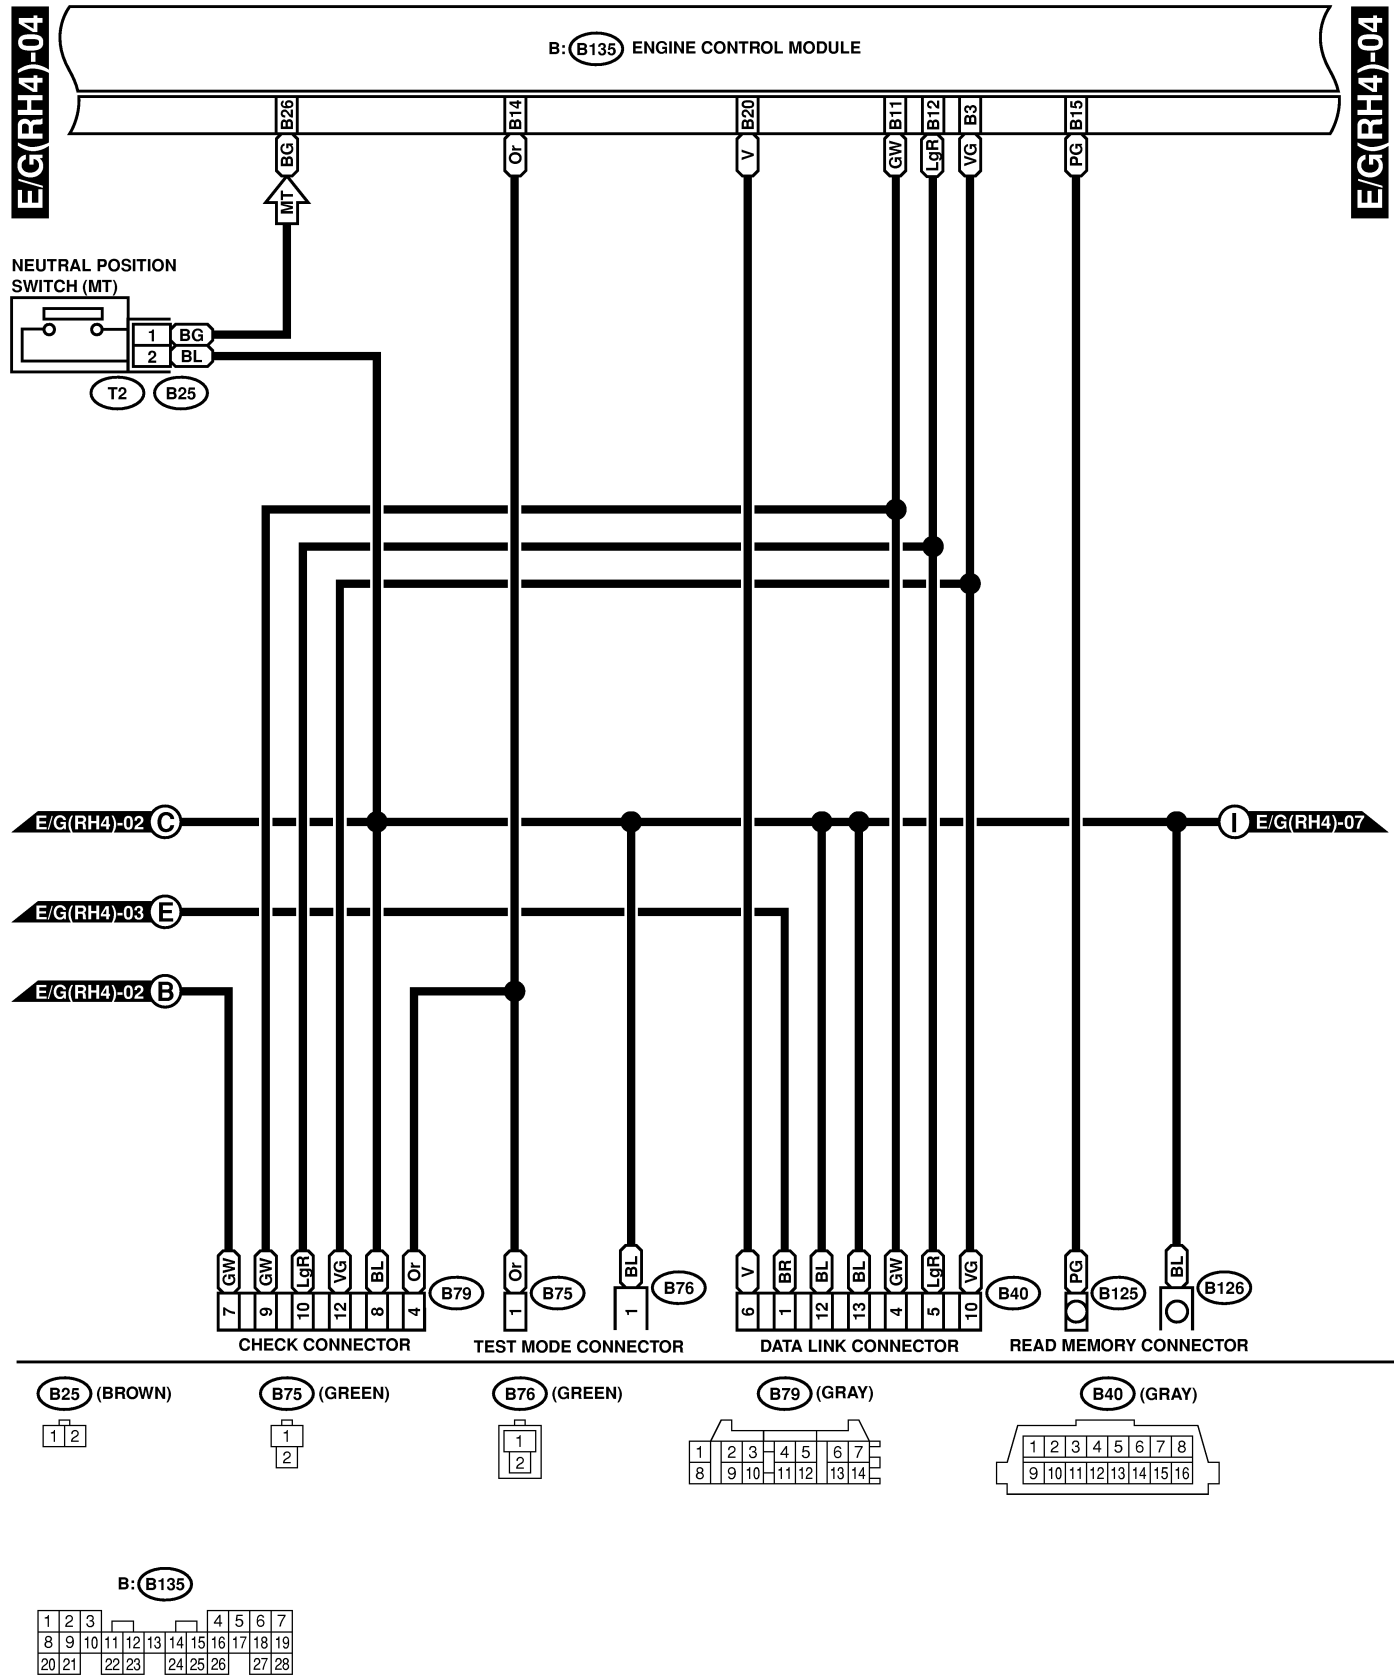 E/G(RH4)-04
E/G(RH4)-04
B: B135 ENGINE CONTROL MODULE
B26 B14 B20 B11 B12 B3 B15
BG Or V GW LgR VG PG
MT
NEUTRAL POSITION
SWITCH (MT)
1 BG
2 BL
T2 B25
E/G(RH4)-02 C
I E/G(RH4)-07
E/G(RH4)-03 E
E/G(RH4)-02 B
GW GW LgR VG BL Or Or BL V BR BL BL GW LgR VG PG BL
7 9 10 12 8 4 B79 1 B75 1 B76 6 1 12 13 4 5 10 B40 B125 B126
CHECK CONNECTOR TEST MODE CONNECTOR DATA LINK CONNECTOR READ MEMORY CONNECTOR
B25 (BROWN) B75 (GREEN) B76 (GREEN) B79 (GRAY) B40 (GRAY)
1 2
1
2
1
2
1 2 3 4 5 6 7
8 9 10 11 12 13 14
1 2 3 4 5 6 7 8
9 10 11 12 13 14 15 16
B: B135
1 2 3 4 5 6 7
8 9 10 11 12 13 14 15 16 17 18 19
20 21 22 23 24 25 26 27 28